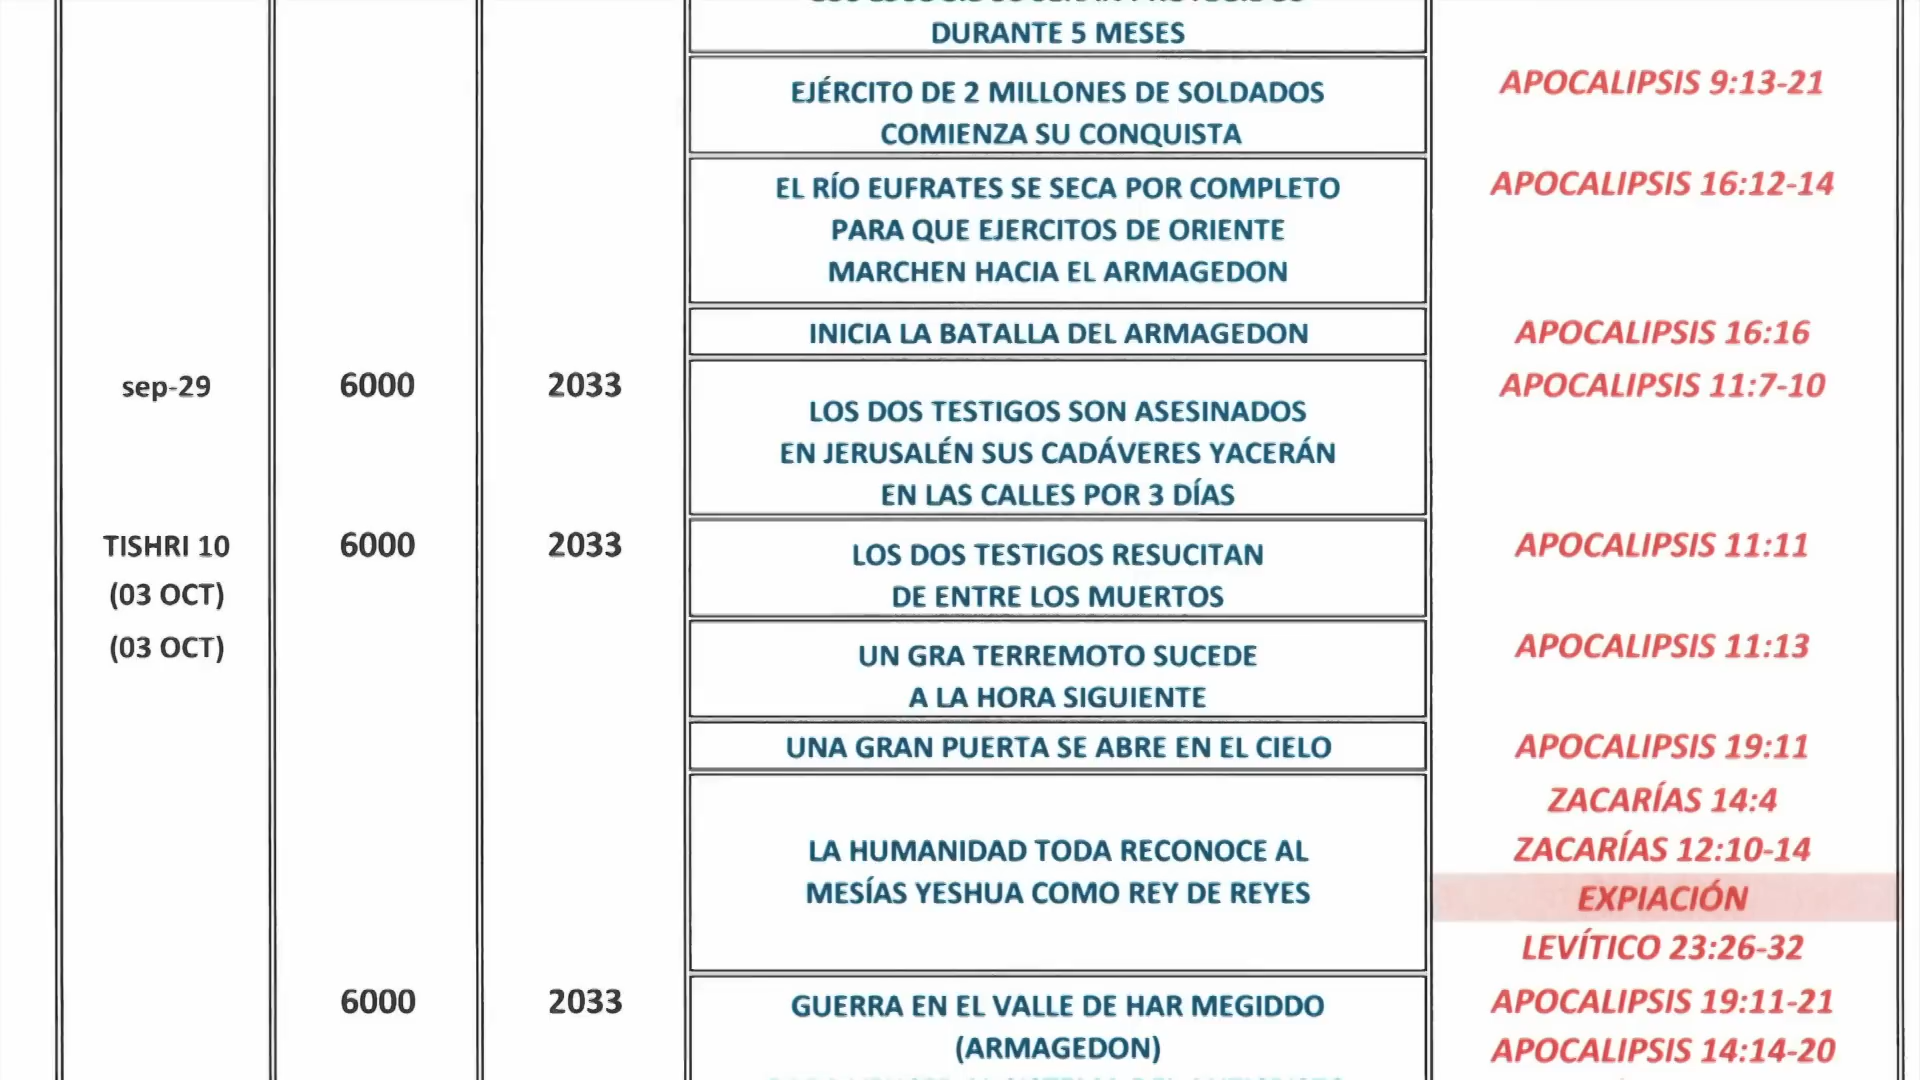 DURANTE 5 MESES
EJÉRCITO DE 2 MILLONES DE SOLDADOS
COMIENZA SU CONQUISTA
APOCALIPSIS 9:13-21
EL RÍO EUFRATES SE SECA POR COMPLETO
PARA QUE EJERCITOS DE ORIENTE
MARCHEN HACIA EL ARMAGEDON
APOCALIPSIS 16:12-14
INICIA LA BATALLA DEL ARMAGEDON
APOCALIPSIS 16:16
sep-29
6000
2033
LOS DOS TESTIGOS SON ASESINADOS
EN JERUSALÉN SUS CADÁVERES YACERÁN
EN LAS CALLES POR 3 DÍAS
APOCALIPSIS 11:7-10
TISHRI 10
(03 OCT)
6000
2033
LOS DOS TESTIGOS RESUCITAN
DE ENTRE LOS MUERTOS
APOCALIPSIS 11:11
(03 OCT)
UN GRA TERREMOTO SUCEDE
A LA HORA SIGUIENTE
APOCALIPSIS 11:13
UNA GRAN PUERTA SE ABRE EN EL CIELO
APOCALIPSIS 19:11
LA HUMANIDAD TODA RECONOCE AL
MESÍAS YESHUA COMO REY DE REYES
ZACARÍAS 14:4
ZACARÍAS 12:10-14
EXPIACIÓN
LEVÍTICO 23:26-32
6000
2033
GUERRA EN EL VALLE DE HAR MEGIDDO
(ARMAGEDON)
APOCALIPSIS 19:11-21
APOCALIPSIS 14:14-20